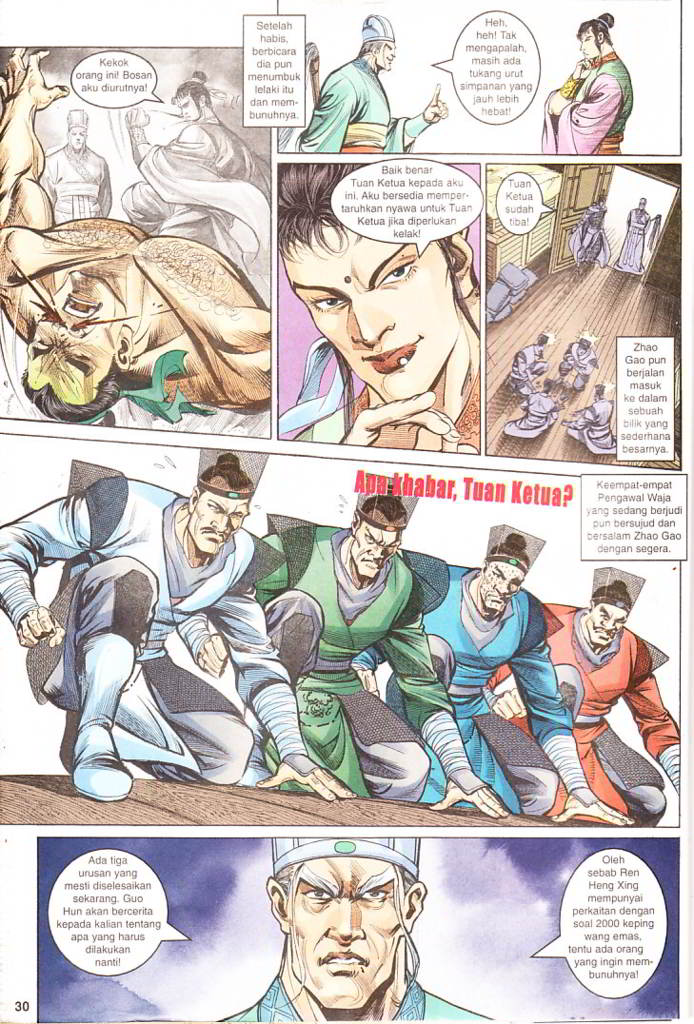 Kekok
orang ini! Bosan
aku diurutnya!
Setelah
habis,
berbicara
dia pun
menumbuk
lelaki itu
dan mem-
bunuhnya.
Heh,
heh! Tak
mengapalah,
masih ada
tukang urut
simpanan yang
jauh lebih
hebat!
Baik benar
Tuan Ketua kepada aku
ini. Aku bersedia memper-
taruhkan nyawa untuk Tuan
Ketua jika diperlukan
kelak!
Tuan
Ketua
sudah
tiba!
Zhao
Gao pun
berjalan
masuk
ke dalam
sebuah
bilik yang
sederhana
besarnya.
Apa khabar, Tuan Ketua?
Keempat-empat
Pengawal Waja
yang sedang berjudi
pun bersujud dan
bersalam Zhao Gao
dengan segera.
Ada tiga
urusan yang
mesti diselesaikan
sekarang. Guo
Hun akan bercerita
kepada kalian tentang
apa yang harus
dilakukan
nanti!
Oleh
sebab Ren
Heng Xing
mempunyai
perkaitan dengan
soal 2000 keping
wang emas,
tentu ada orang
yang ingin mem-
bunuhnya!
30